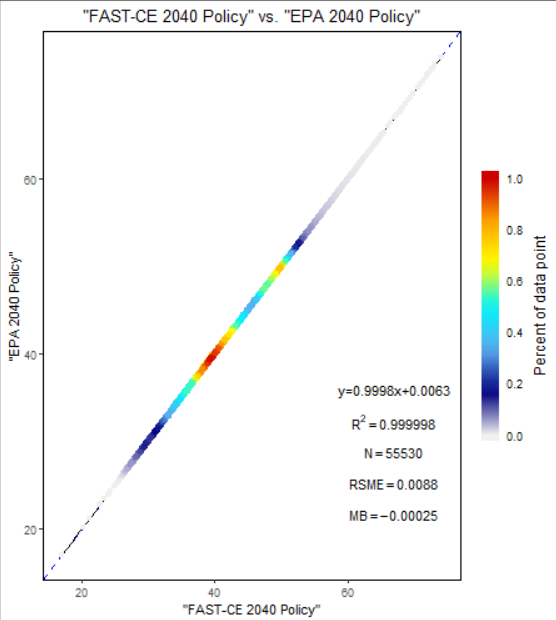 "FAST-CE 2040 Policy" vs. "EPA 2040 Policy"
60
40
20
"EPA 2040 Policy"
y=0.9998x+0.0063
R² = 0.999998
N = 55530
RSME = 0.0088
MB = −0.00025
20
40
60
"FAST-CE 2040 Policy"
1.0
0.8
0.6
0.4
0.2
0.0
Percent of data point